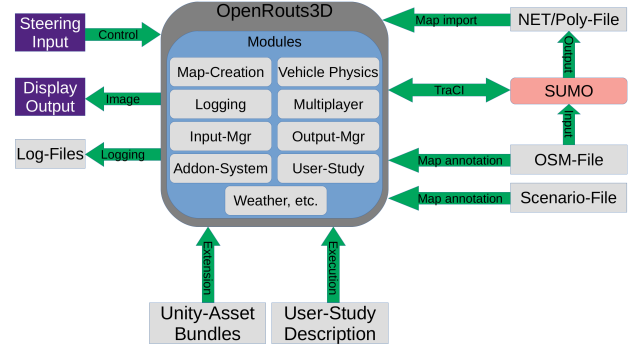 OpenRouts3D
Modules
Map-Creation
Vehicle Physics
Logging
Multiplayer
Input-Mgr
Output-Mgr
Addon-System
User-Study
Weather, etc.
Steering
Input
Control
Display
Output
Image
Log-Files
Logging
Map import
NET/Poly-File
Output
TraCI
SUMO
Input
Map annotation
OSM-File
Map annotation
Scenario-File
Extension
Execution
Unity-Asset
Bundles
User-Study
Description